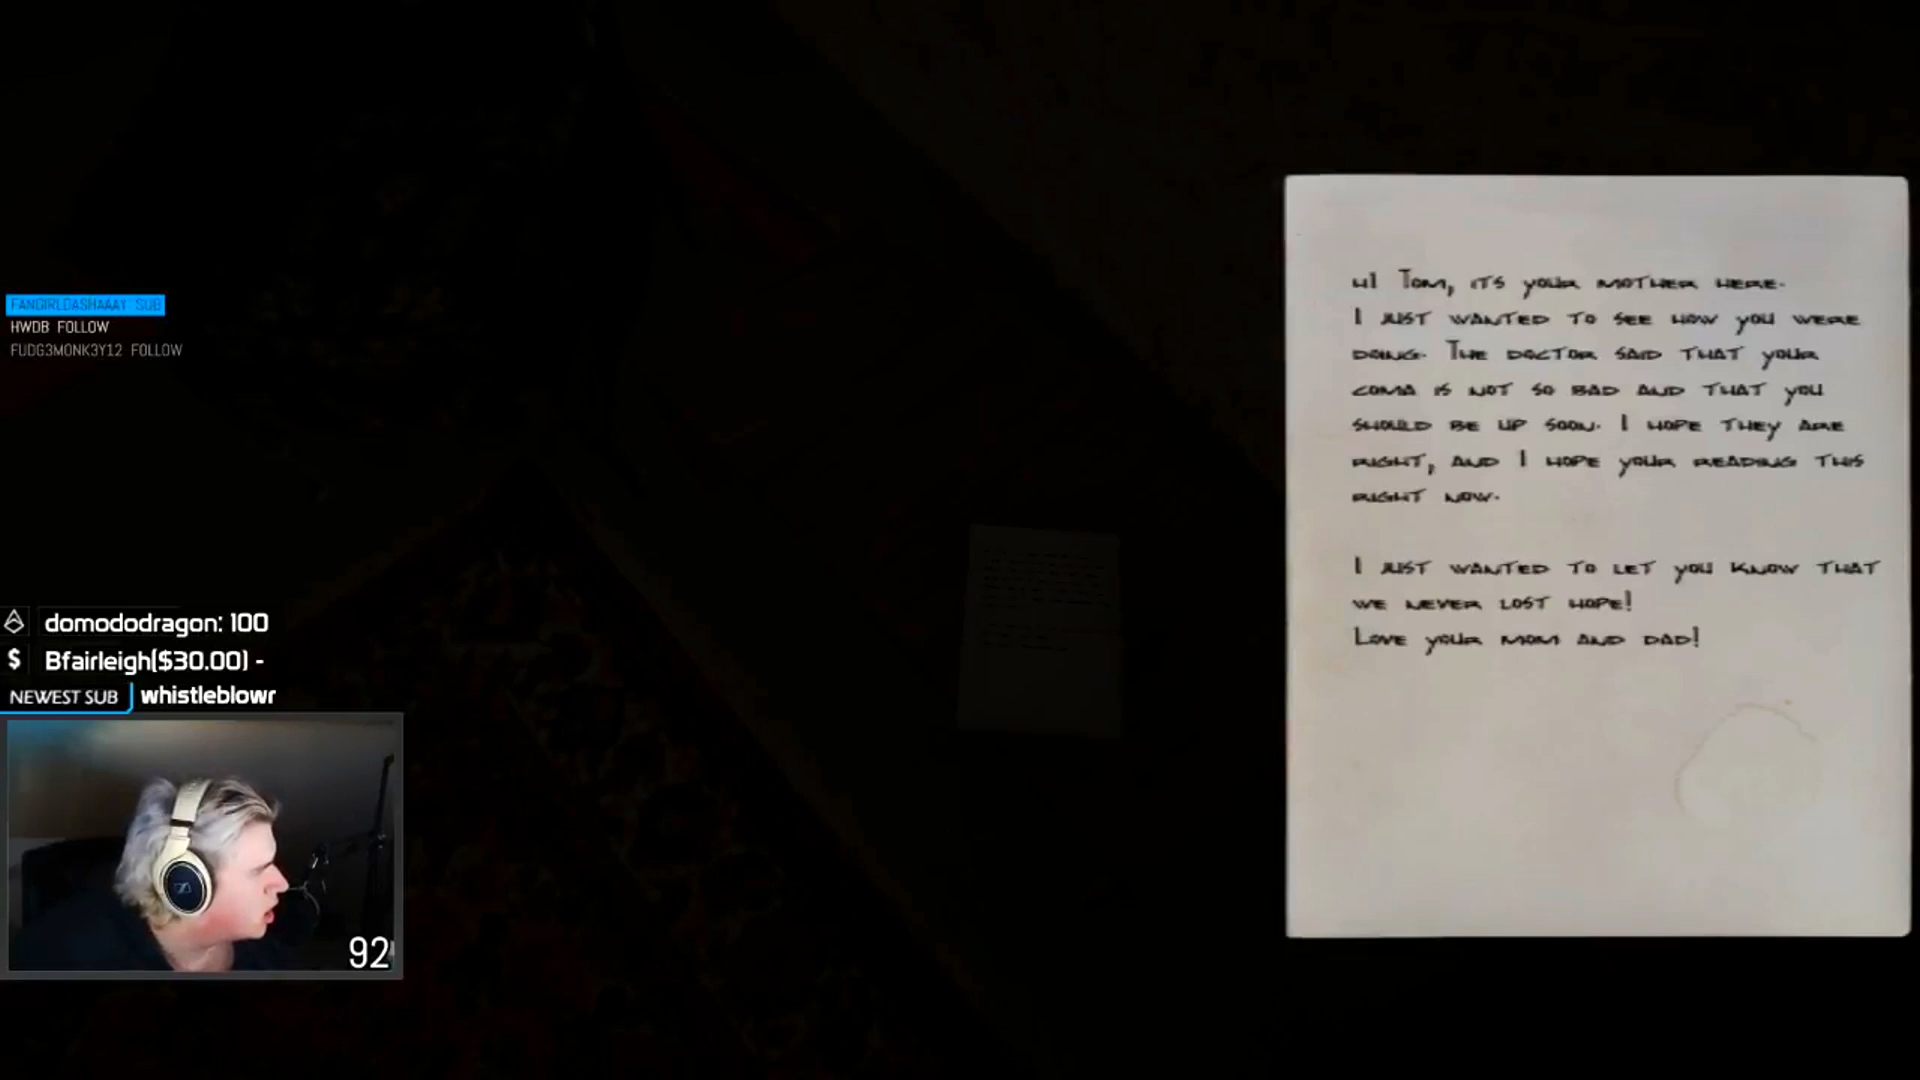 FANGIRLDASHAAAY SUB
HWDB FOLLOW
FUDG3MONK3Y12 FOLLOW
domododragon: 100
$ Bfairleigh($30.00) -
NEWEST SUB whistleblowr
92
HI TOM, ITS YOUR MOTHER HERE.
I JUST WANTED TO SEE HOW YOU WERE
DOING. THE DOCTOR SAID THAT YOUR
COMA IS NOT SO BAD AND THAT YOU
SHOULD BE UP SOON. I HOPE THEY ARE
RIGHT, AND I HOPE YOUR READING THIS
RIGHT NOW.
I JUST WANTED TO LET YOU KNOW THAT
WE NEVER LOST HOPE!
LOVE YOUR MOM AND DAD!